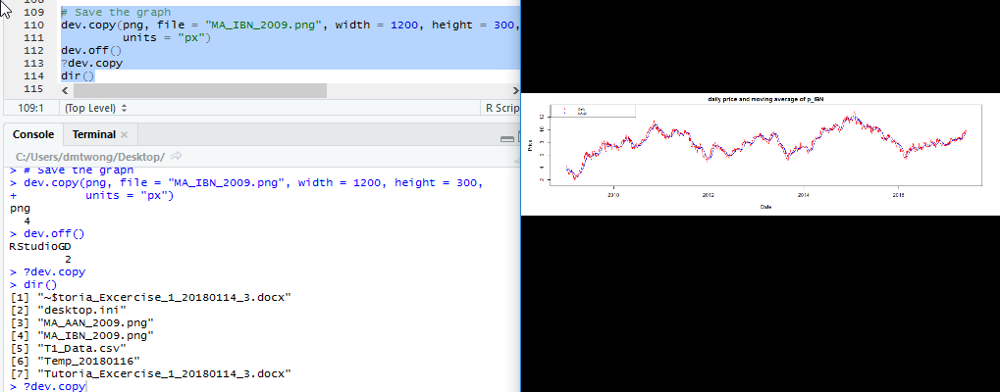 109 # Save the graph
110 dev.copy(png, file = "MA_IBN_2009.png", width = 1200, height = 300,
111 units = "px")
112 dev.off()
113 ?dev.copy
114 dir()
115
109:1 (Top Level) R Scrip
Console Terminal
C:/Users/dmtwong/Desktop/
> # Save the graph
> dev.copy(png, file = "MA_IBN_2009.png", width = 1200, height = 300,
+ units = "px")
png
4
> dev.off()
RStudioGD
2
> ?dev.copy
> dir()
[1] "~$toria_Excercise_1_20180114_3.docx"
[2] "desktop.ini"
[3] "MA_AAN_2009.png"
[4] "MA_IBN_2009.png"
[5] "T1_Data.csv"
[6] "Temp_20180116"
[7] "Tutoria_Excercise_1_20180114_3.docx"
> ?dev.copy
daily price and moving average of p_IBN
Price
12
10
8
6
4
2
2010 2012 2014 2016
Date